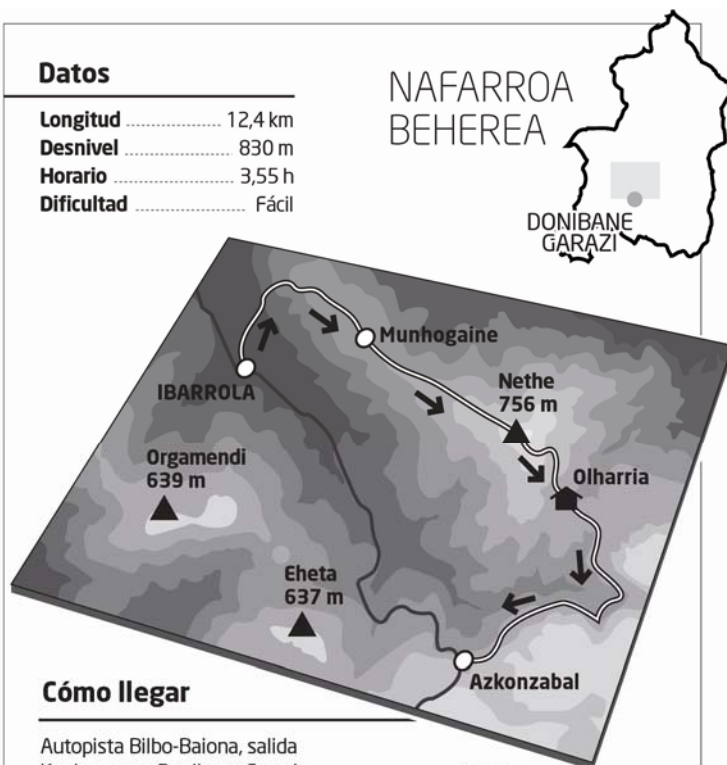 Datos
Longitud 12,4 km
Desnivel 830 m
Horario 3,55 h
Dificultad Fácil
NAFARROA
BEHEREA
DONIBANE
GARAZI
Munhogaine
IBARROLA
Nethe
756 m
Orgamendi
639 m
Olharria
Eheta
637 m
Azkonzabal
Cómo llegar
Autopista Bilbo-Baiona, salida